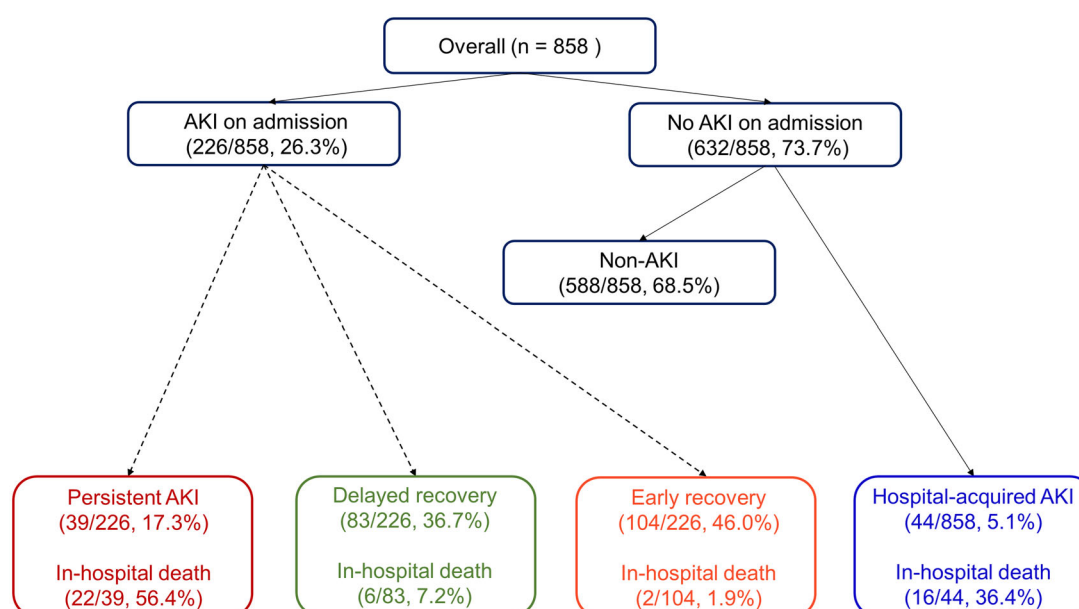 Overall (n = 858 )
AKI on admission
(226/858, 26.3%)
No AKI on admission
(632/858, 73.7%)
Non-AKI
(588/858, 68.5%)
Persistent AKI
(39/226, 17.3%)
In-hospital death
(22/39, 56.4%)
Delayed recovery
(83/226, 36.7%)
In-hospital death
(6/83, 7.2%)
Early recovery
(104/226, 46.0%)
In-hospital death
(2/104, 1.9%)
Hospital-acquired AKI
(44/858, 5.1%)
In-hospital death
(16/44, 36.4%)